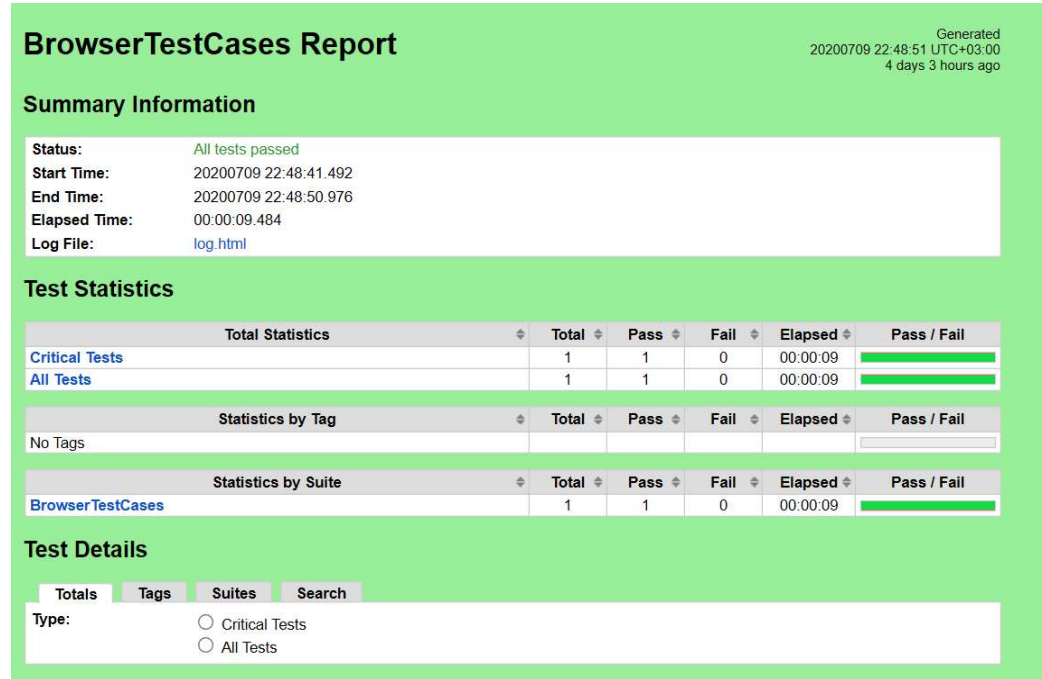 BrowserTestCases Report
Generated
20200709 22:48:51 UTC+03:00
4 days 3 hours ago
Summary Information
Status: All tests passed
Start Time: 20200709 22:48:41.492
End Time: 20200709 22:48:50.976
Elapsed Time: 00:00:09.484
Log File: log.html
Test Statistics
Total Statistics Total Pass Fail Elapsed Pass / Fail
Critical Tests 1 1 0 00:00:09
All Tests 1 1 0 00:00:09
Statistics by Tag Total Pass Fail Elapsed Pass / Fail
No Tags
Statistics by Suite Total Pass Fail Elapsed Pass / Fail
BrowserTestCases 1 1 0 00:00:09
Test Details
Totals Tags Suites Search
Type: Critical Tests
All Tests